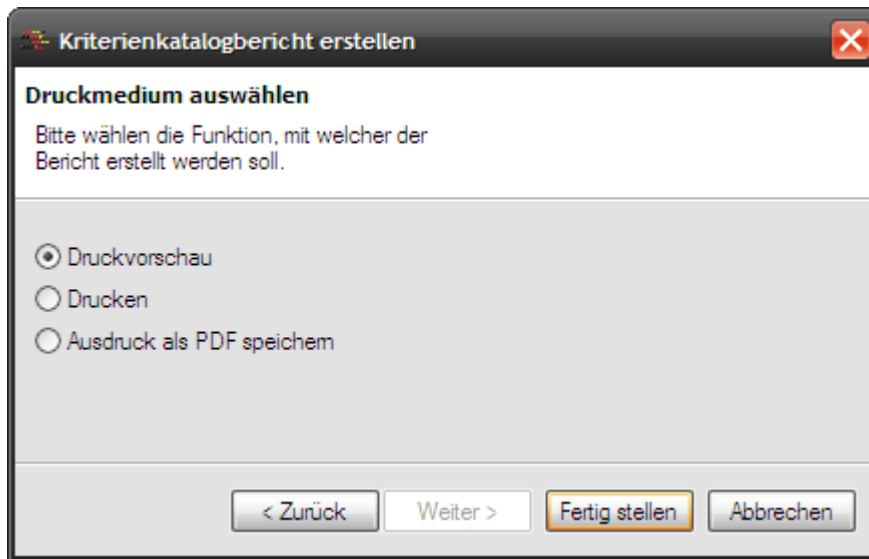 Kriterienkatalogbericht erstellen
Druckmedium auswählen
Bitte wählen die Funktion, mit welcher der
Bericht erstellt werden soll.
Druckvorschau
Drucken
Ausdruck als PDF speichern
< Zurück Weiter > Fertig stellen Abbrechen